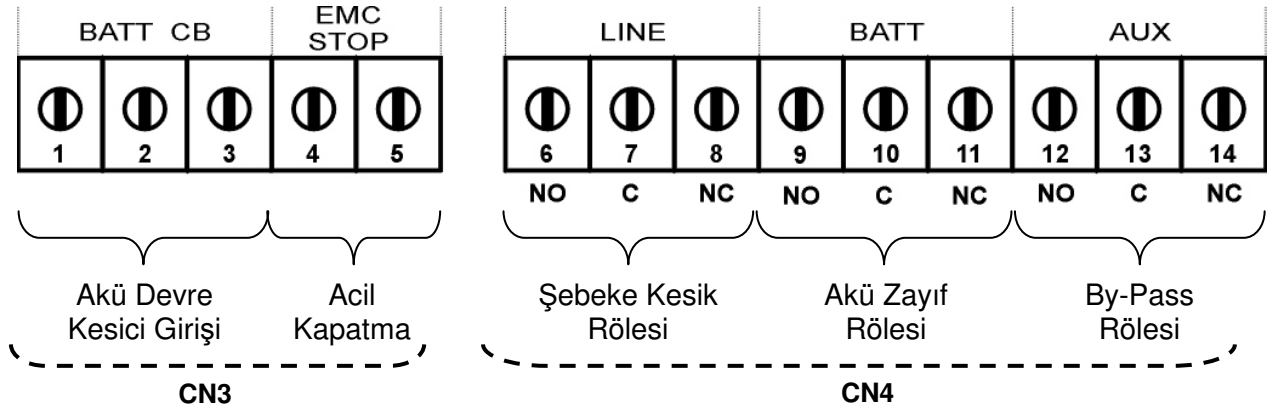 BATT CB
EMC
STOP
LINE
BATT
AUX
1 2 3 4 5 6 7 8 9 10 11 12 13 14
NO C NC NO C NC NO C NC
Akü Devre
Kesici Girişi
Acil
Kapatma
Şebeke Kesik
Rölesi
Akü Zayıf
Rölesi
By-Pass
Rölesi
CN3
CN4